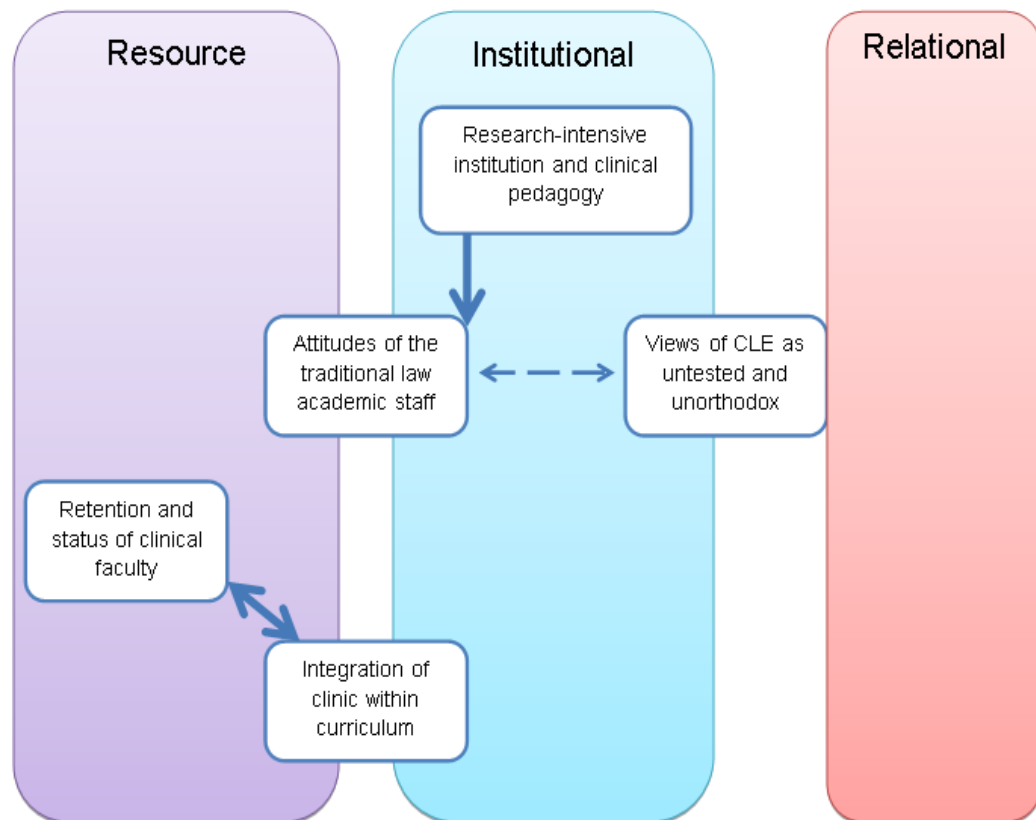 Resource
Institutional
Relational
Research-intensive
institution and clinical
pedagogy
Attitudes of the
traditional law
academic staff
Views of CLE as
untested and
unorthodox
Retention and
status of clinical
faculty
Integration of
clinic within
curriculum